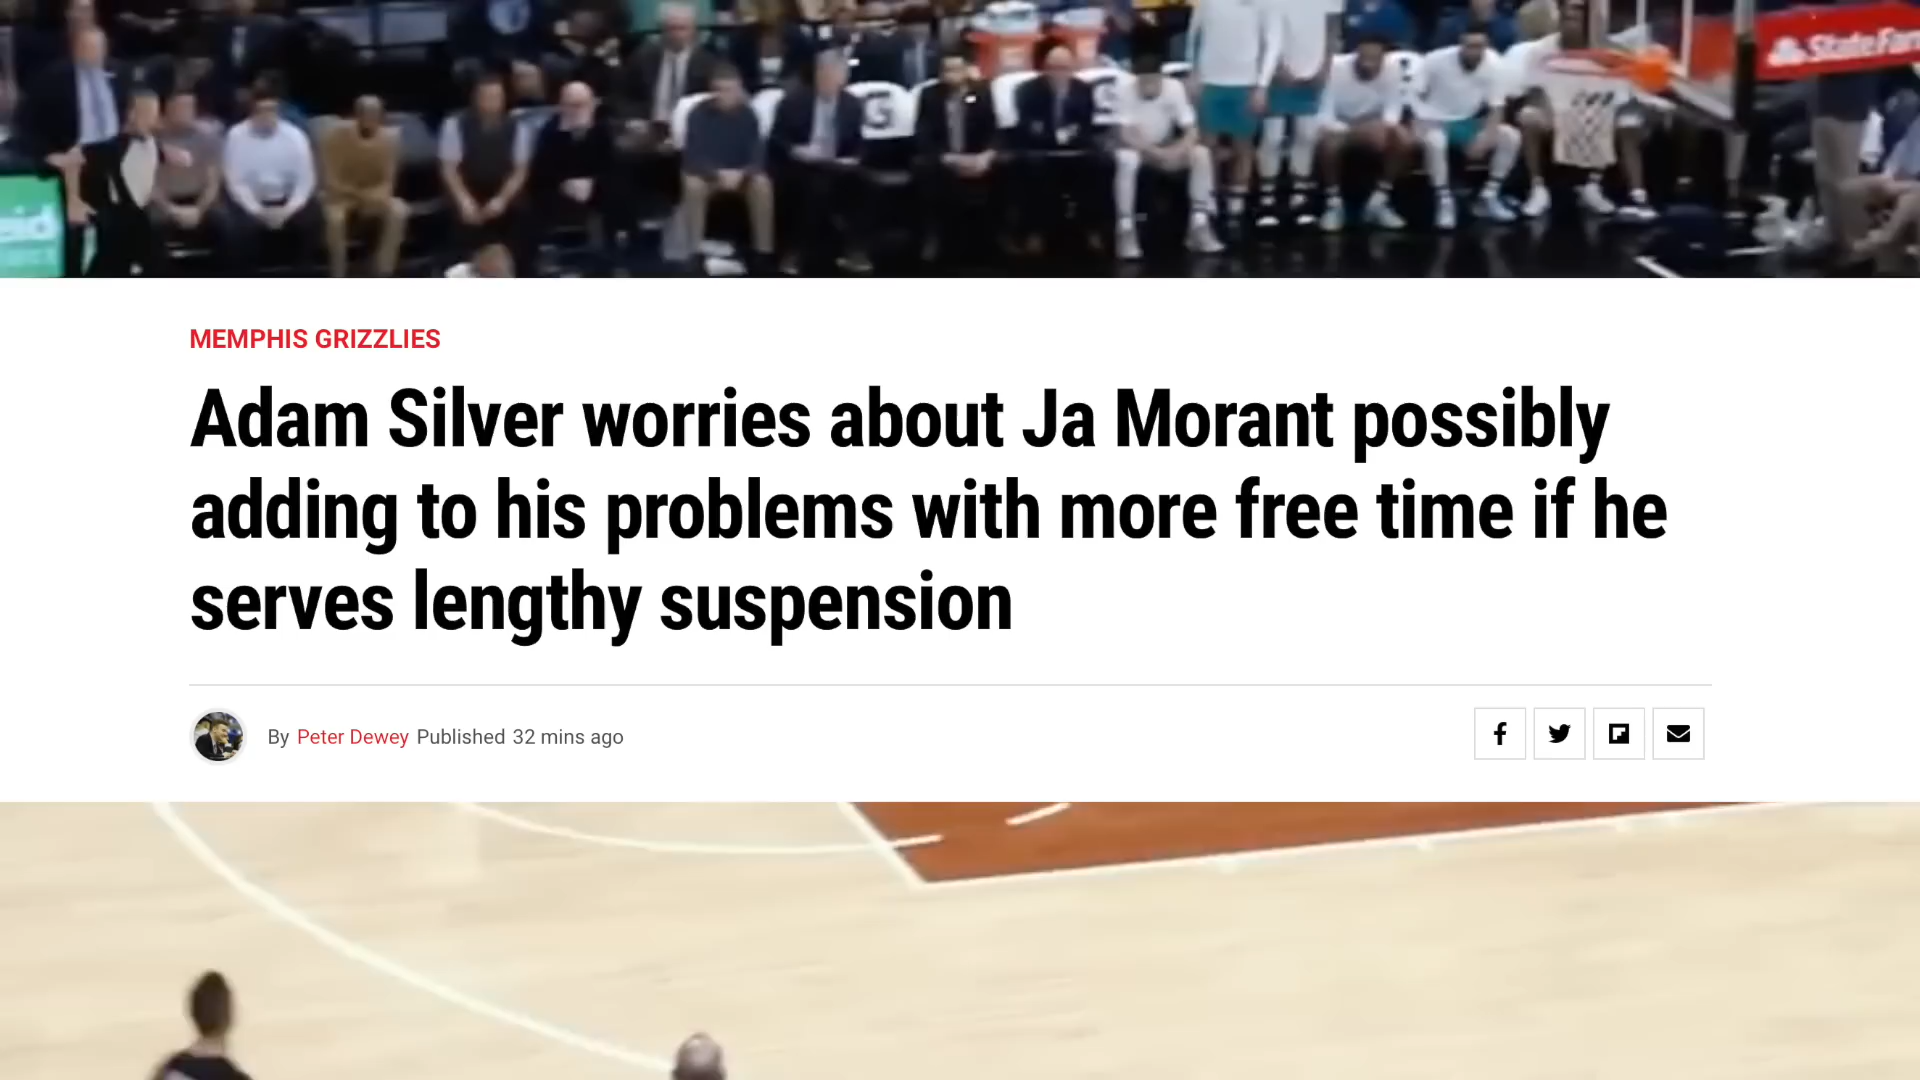 StateFarm
MEMPHIS GRIZZLIES
Adam Silver worries about Ja Morant possibly
adding to his problems with more free time if he
serves lengthy suspension
By Peter Dewey Published 32 mins ago